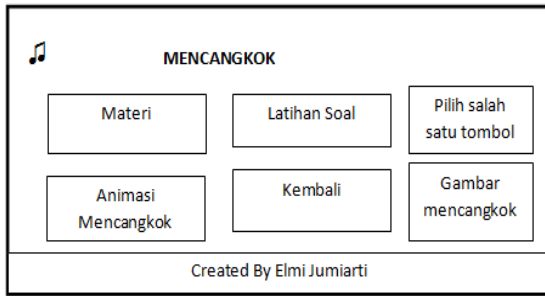 ♫
MENCANGKOK
Materi
Latihan Soal
Pilih salah
satu tombol
Animasi
Mencangkok
Kembali
Gambar
mencangkok
Created By Elmi Jumiarti